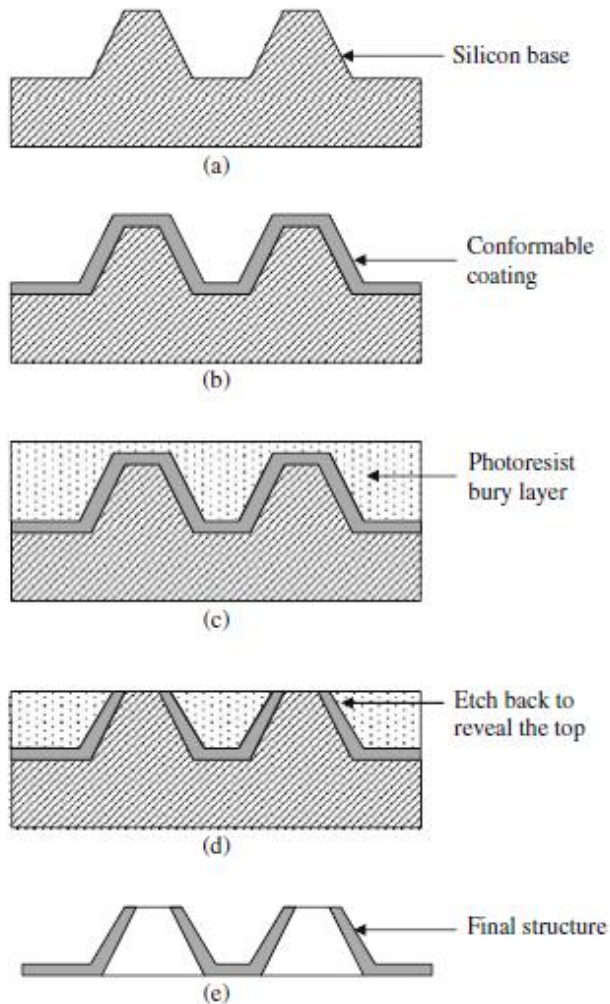 Silicon base
(a)
Conformable
coating
(b)
Photoresist
bury layer
(c)
Etch back to
reveal the top
(d)
Final structure
(e)